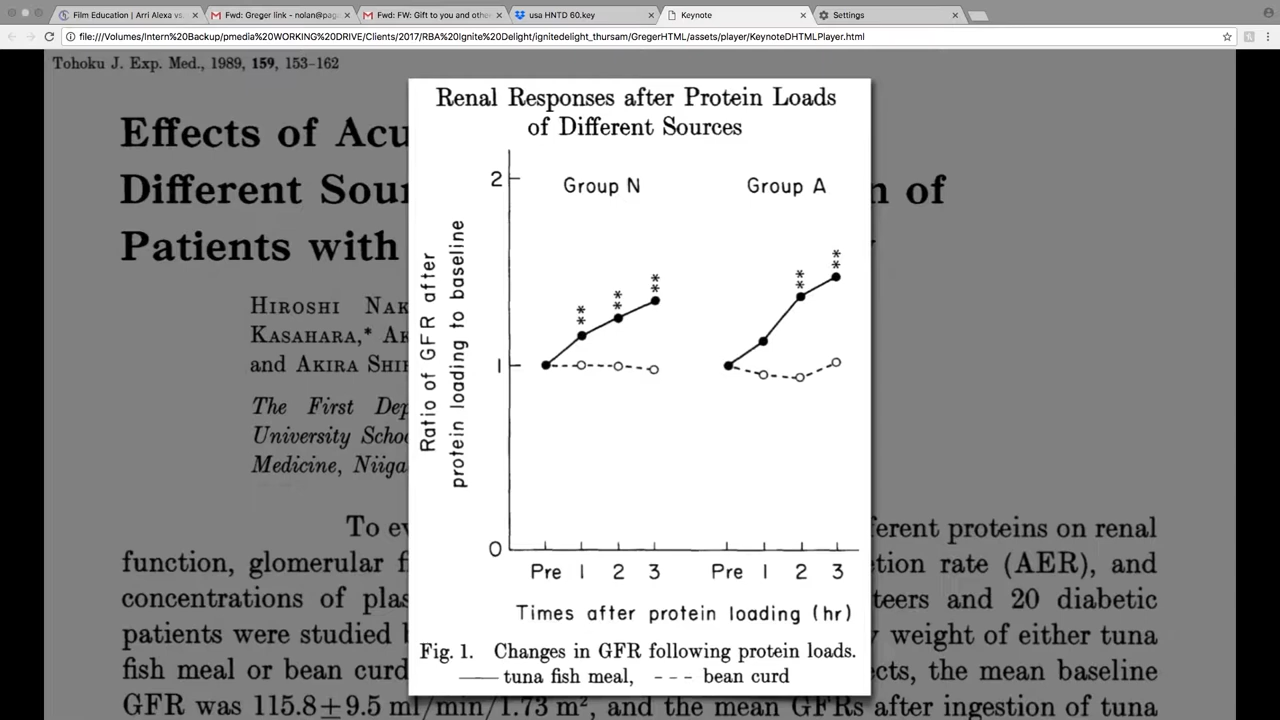 Film Education | Arri Alexa vs.
Fwd: Greger link - nolan@pag
Fwd: FW: Gift to you and othe
usa HNTD 60.key
Keynote
Settings
file:///Volumes/Intern%20Backup/pmedia%20WORKING%20DRIVE/Clients/2017/RBA%20Ignite%20Delight/ignitedelight_thursam/GregerHTML/assets/player/KeynoteDHTMLPlayer.html
Tohoku J. Exp. Med., 1989, 159, 153-162
Effects of Acu
Different Sour n of
Patients with
HIROSHI NAK
KASAHARA,* AK
and AKIRA SHI
The First Dep
University Schoo
Medicine, Niiga
To ev ferent proteins on renal
function, glomerular f tion rate (AER), and
concentrations of plas teers and 20 diabetic
patients were studied weight of either tuna
fish meal or bean curd cts, the mean baseline
GFR was 115.8±9.5 ml/min/1.73 m², and the mean GFRs after ingestion of tuna
Renal Responses after Protein Loads
of Different Sources
Ratio of GFR after
protein loading to baseline
2
1
0
Group N
Group A
** ** **
** **
Pre 1 2 3 Pre 1 2 3
Times after protein loading (hr)
Fig. 1. Changes in GFR following protein loads.
—— tuna fish meal, - - - bean curd